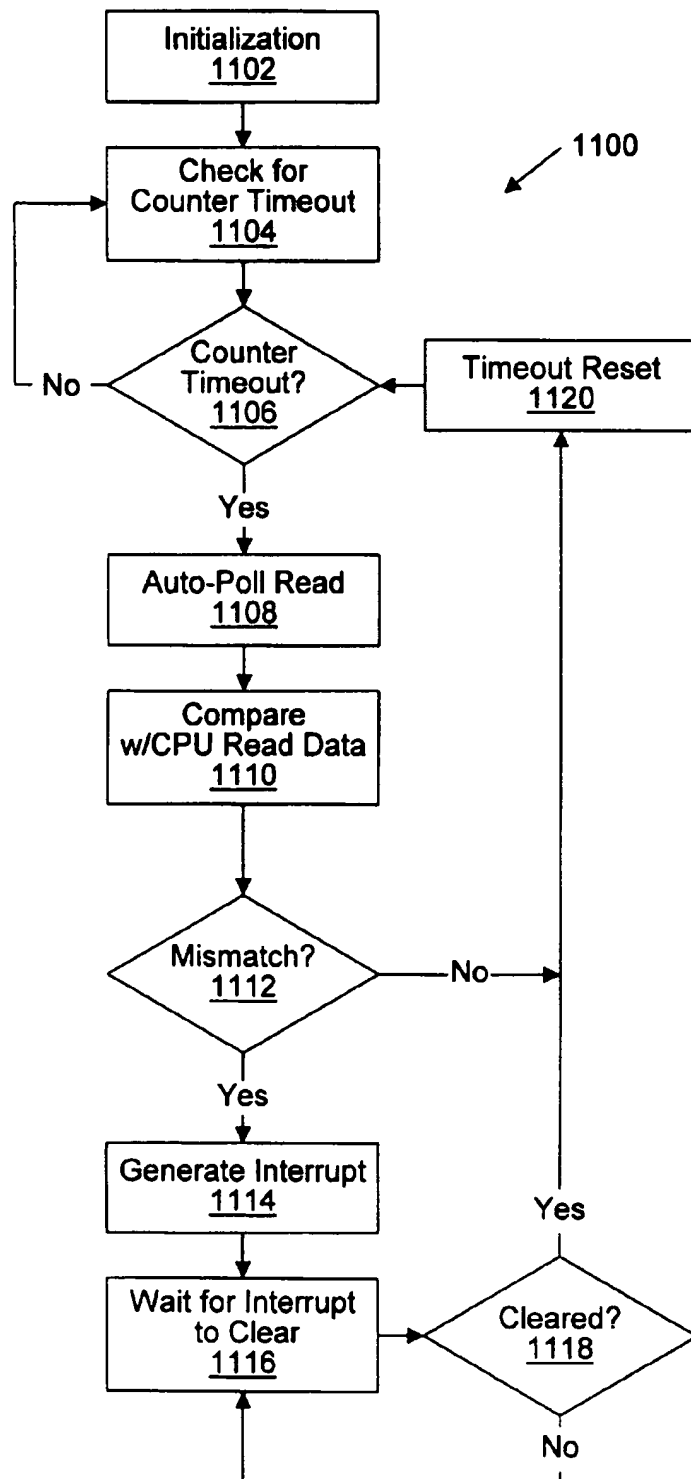 Initialization
1102
1100
Check for
Counter Timeout
1104
Counter
Timeout?
1106
No
Timeout Reset
1120
Yes
Auto-Poll Read
1108
Compare
w/CPU Read Data
1110
Mismatch?
1112
No
Yes
Generate Interrupt
1114
Yes
Wait for Interrupt
to Clear
1116
Cleared?
1118
No